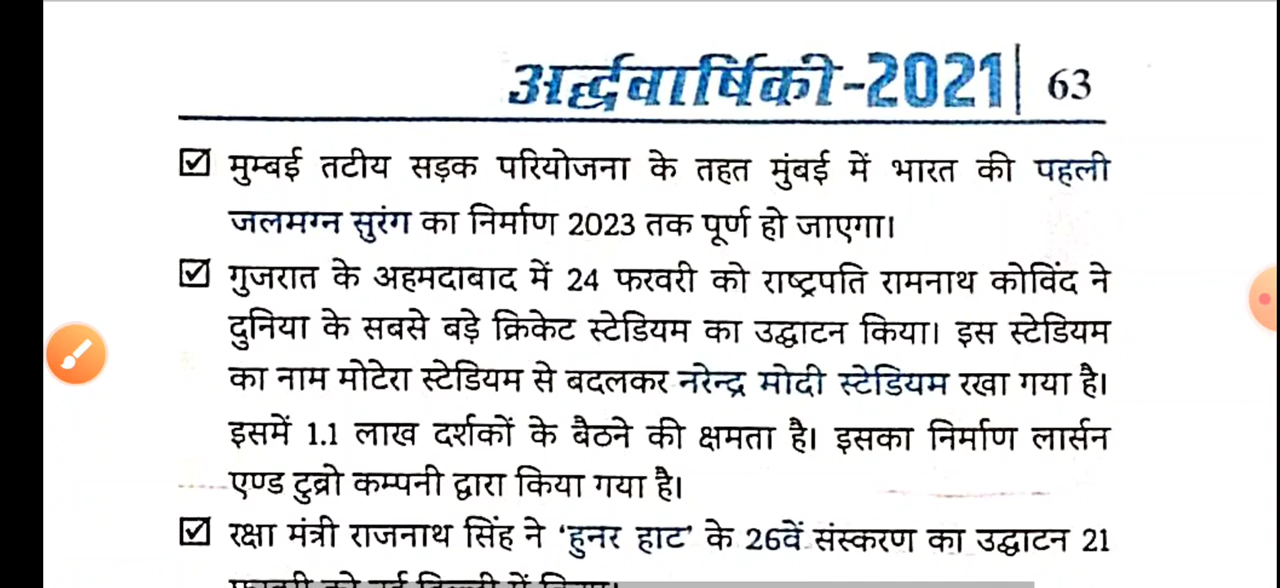 अर्द्धवार्षिकी-2021 63
मुम्बई तटीय सड़क परियोजना के तहत मुंबई में भारत की पहली
जलमग्न सुरंग का निर्माण 2023 तक पूर्ण हो जाएगा।
गुजरात के अहमदाबाद में 24 फरवरी को राष्ट्रपति रामनाथ कोविंद ने
दुनिया के सबसे बड़े क्रिकेट स्टेडियम का उद्घाटन किया। इस स्टेडियम
का नाम मोटेरा स्टेडियम से बदलकर नरेन्द्र मोदी स्टेडियम रखा गया है।
इसमें 1.1 लाख दर्शकों के बैठने की क्षमता है। इसका निर्माण लार्सन
एण्ड टुब्रो कम्पनी द्वारा किया गया है।
रक्षा मंत्री राजनाथ सिंह ने ‘हुनर हाट’ के 26वें संस्करण का उद्घाटन 21